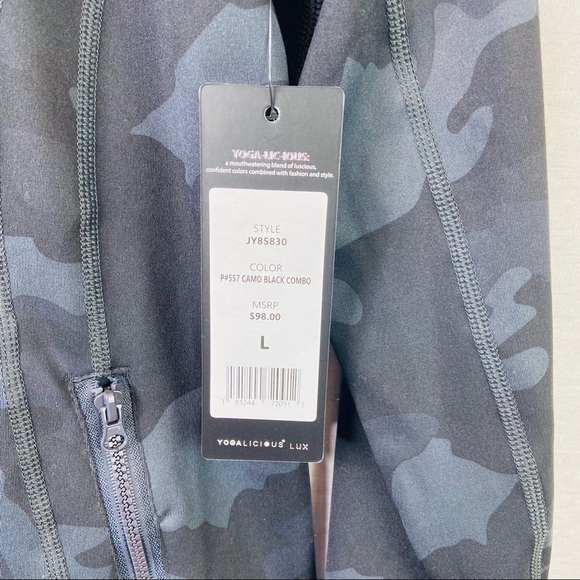 YOGA-LIC-IOUS:
a mouthwatering blend of luscious,
confident colors combined with fashion and style.
STYLE
JY85830
COLOR
P#557 CAMO BLACK COMBO
MSRP
$98.00
L
YOGALICIOUS® LUX